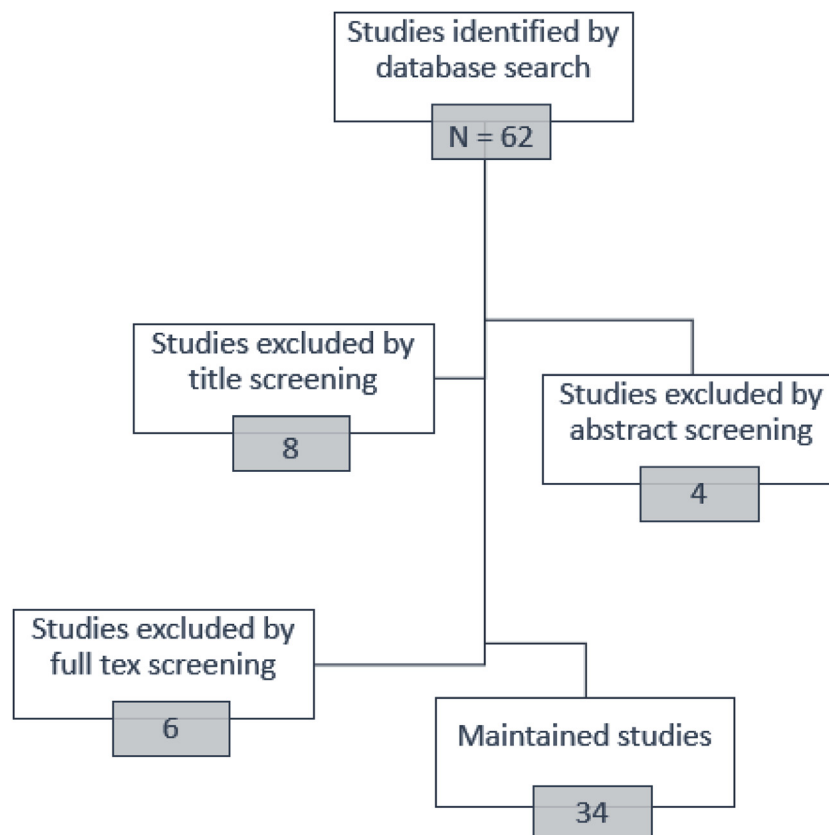 Studies identified by
database search
N = 62
Studies excluded by
title screening
8
Studies excluded by
abstract screening
4
Studies excluded by
full tex screening
6
Maintained studies
34